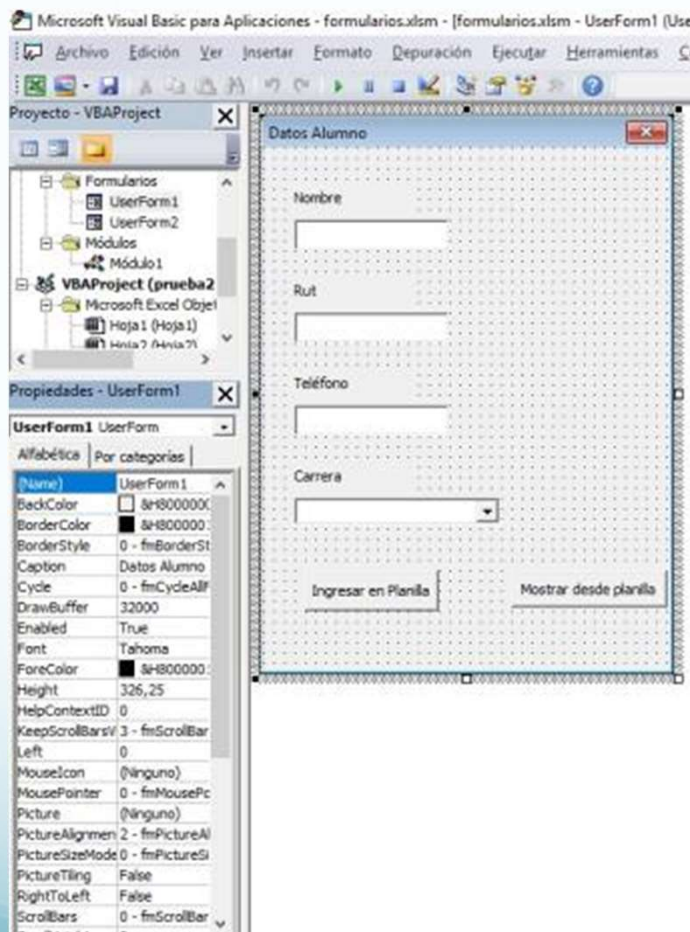 Microsoft Visual Basic para Aplicaciones - formularios.xlsm - [formularios.xlsm - UserForm1 (Use
Archivo Edición Ver Insertar Formato Depuración Ejecutar Herramientas C
Proyecto - VBAProject
Formularios
UserForm1
UserForm2
Módulos
Módulo1
VBAProject (prueba2
Microsoft Excel Objet
Hoja1 (Hoja1)
Hoja2 (Hoja2)
Propiedades - UserForm1
UserForm1 UserForm
Alfabética Por categorías
(Name) UserForm1
BackColor &H800000
BorderColor &H800000
BorderStyle 0 - fmBorderSt
Caption Datos Alumno
Cycle 0 - fmCycleAllF
DrawBuffer 32000
Enabled True
Font Tahoma
ForeColor &H800000
Height 326,25
HelpContextID 0
KeepScrollBarsV 3 - fmScrollBar
Left 0
MouseIcon (Ninguno)
MousePointer 0 - fmMousePc
Picture (Ninguno)
PictureAlignmen 2 - fmPictureAl
PictureSizeMode 0 - fmPictureSi
PictureTiling False
RightToLeft False
ScrollBars 0 - fmScrollBar
Datos Alumno
Nombre
Rut
Teléfono
Carrera
Ingresar en Planilla
Mostrar desde planilla